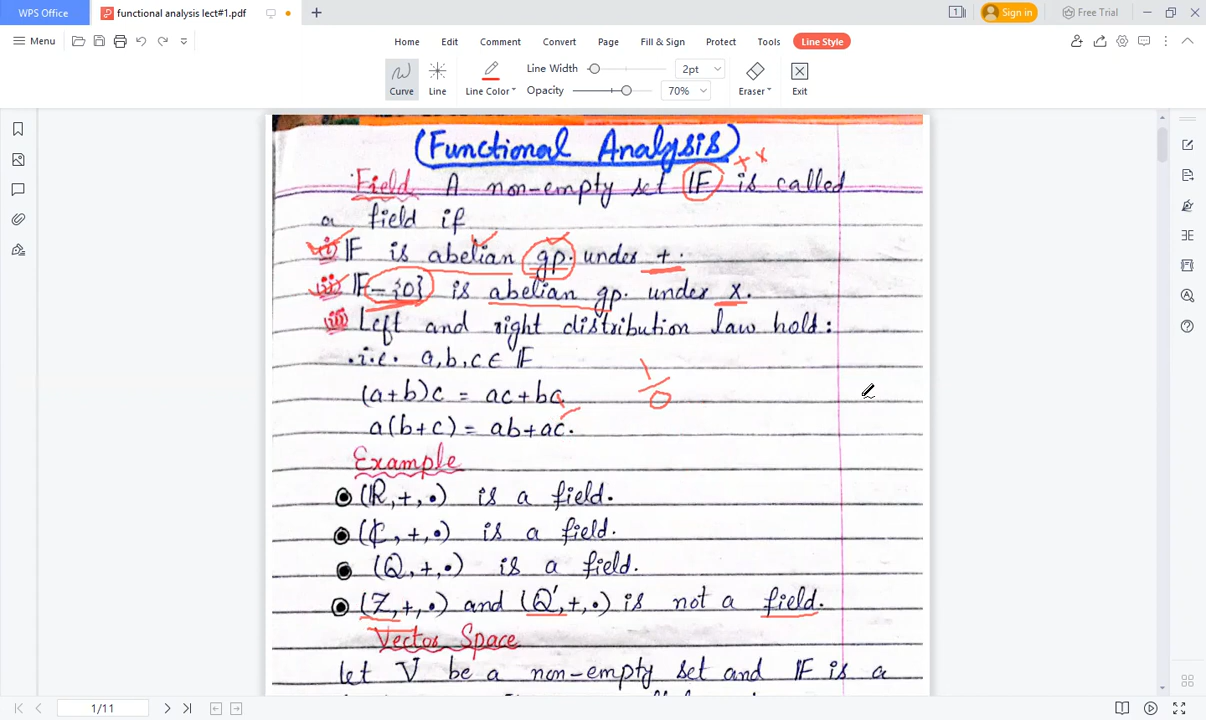 WPS Office
functional analysis lect#1.pdf
Sign in
Free Trial
Menu
Home Edit Comment Convert Page Fill & Sign Protect Tools Line Style
Curve Line Line Color Line Width 2pt
Opacity 70% Eraser Exit
(Functional Analysis)
+ x
Field A non-empty set F is called
a field if
(i) F is abelian gp. under +.
(ii) F-{0} is abelian gp. under x.
(iii) Left and right distribution law hold:
.i.e. a,b,c ∈ F
(a+b)c = ac+bc
1/0
a(b+c) = ab+ac.
Example
(R,+,•) is a field.
(C,+,•) is a field.
(Q,+,•) is a field.
(Z,+,•) and (Q',+,•) is not a field.
Vector Space
let V be a non-empty set and F is a
1/11